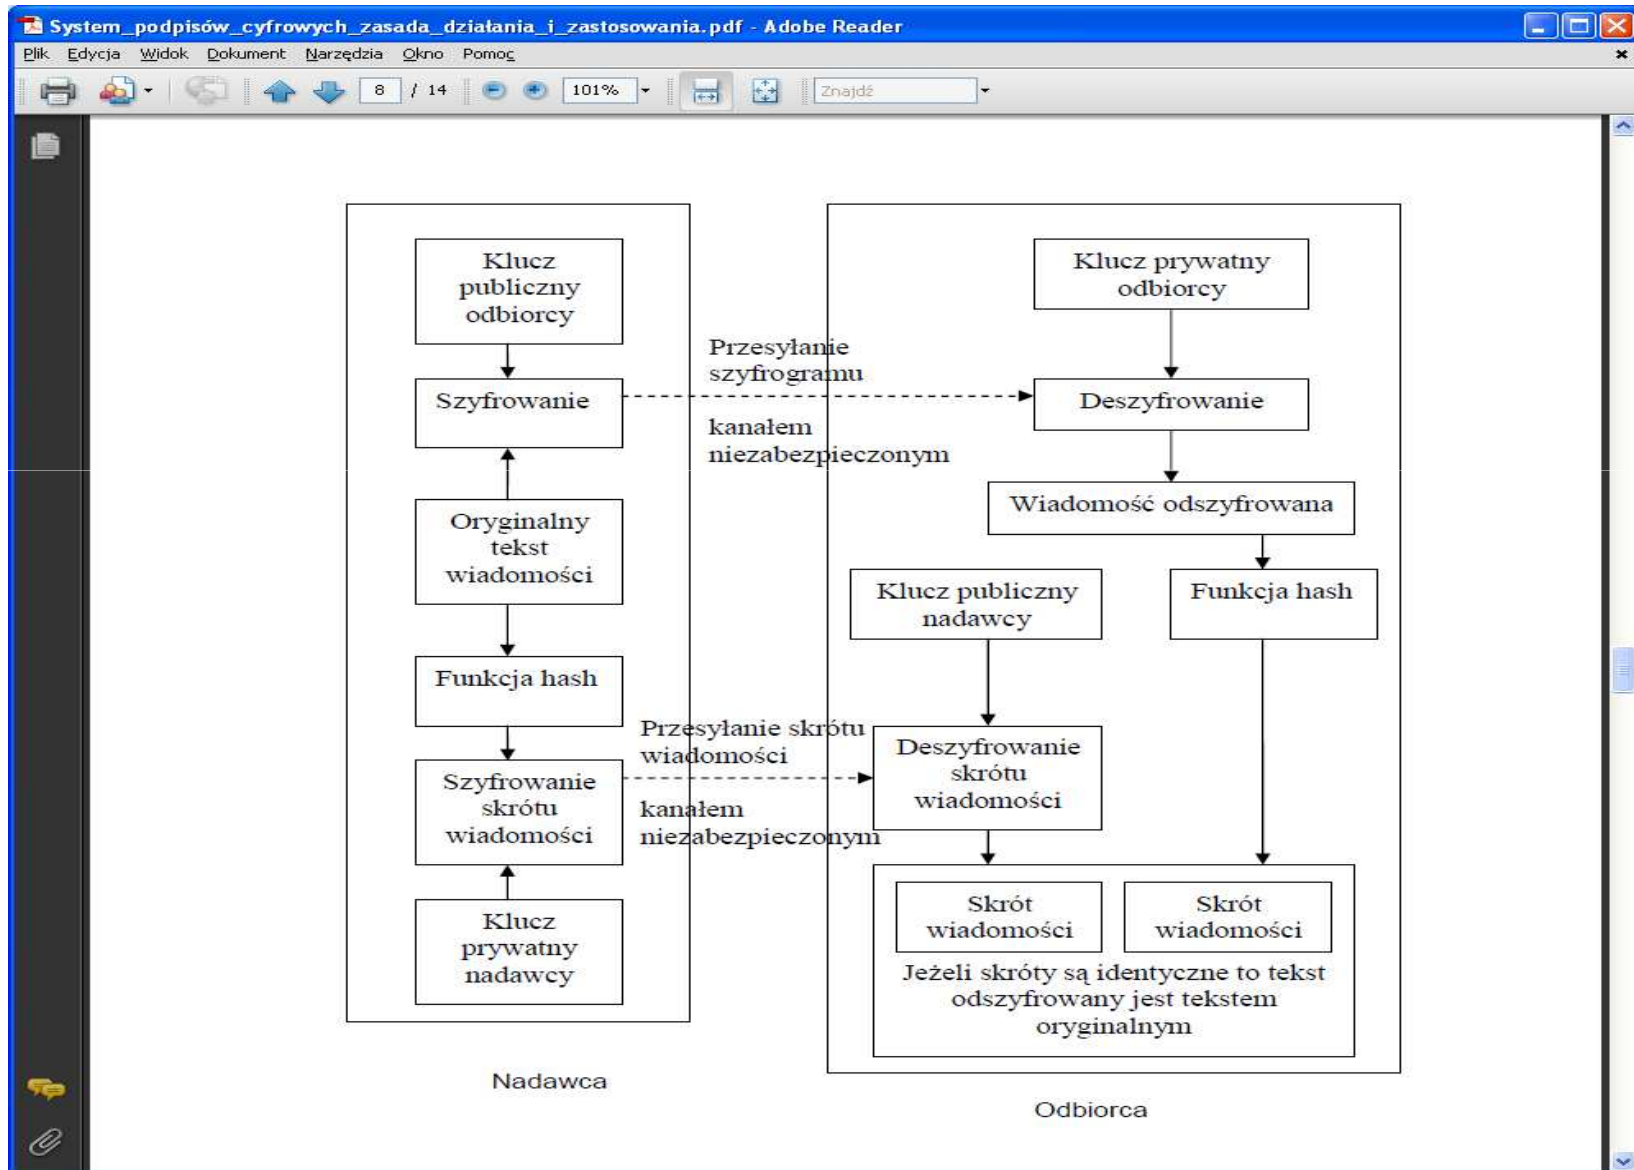 System_podpisów_cyfrowych_zasada_działania_i_zastosowania.pdf - Adobe Reader
Plik Edycja Widok Dokument Narzędzia Okno Pomoc
8 / 14 101% Znajdź
Klucz
publiczny
odbiorcy
Szyfrowanie
Oryginalny
tekst
wiadomości
Funkcja hash
Szyfrowanie
skrótu
wiadomości
Klucz
prywatny
nadawcy
Nadawca
Przesyłanie
szyfrogramu
kanałem
niezabezpieczonym
Przesyłanie skrótu
wiadomości
kanałem
niezabezpieczonym
Klucz prywatny
odbiorcy
Deszyfrowanie
Wiadomość odszyfrowana
Klucz publiczny
nadawcy
Funkcja hash
Deszyfrowanie
skrótu
wiadomości
Skrót
wiadomości
Skrót
wiadomości
Jeżeli skróty są identyczne to tekst
odszyfrowany jest tekstem
oryginalnym
Odbiorca